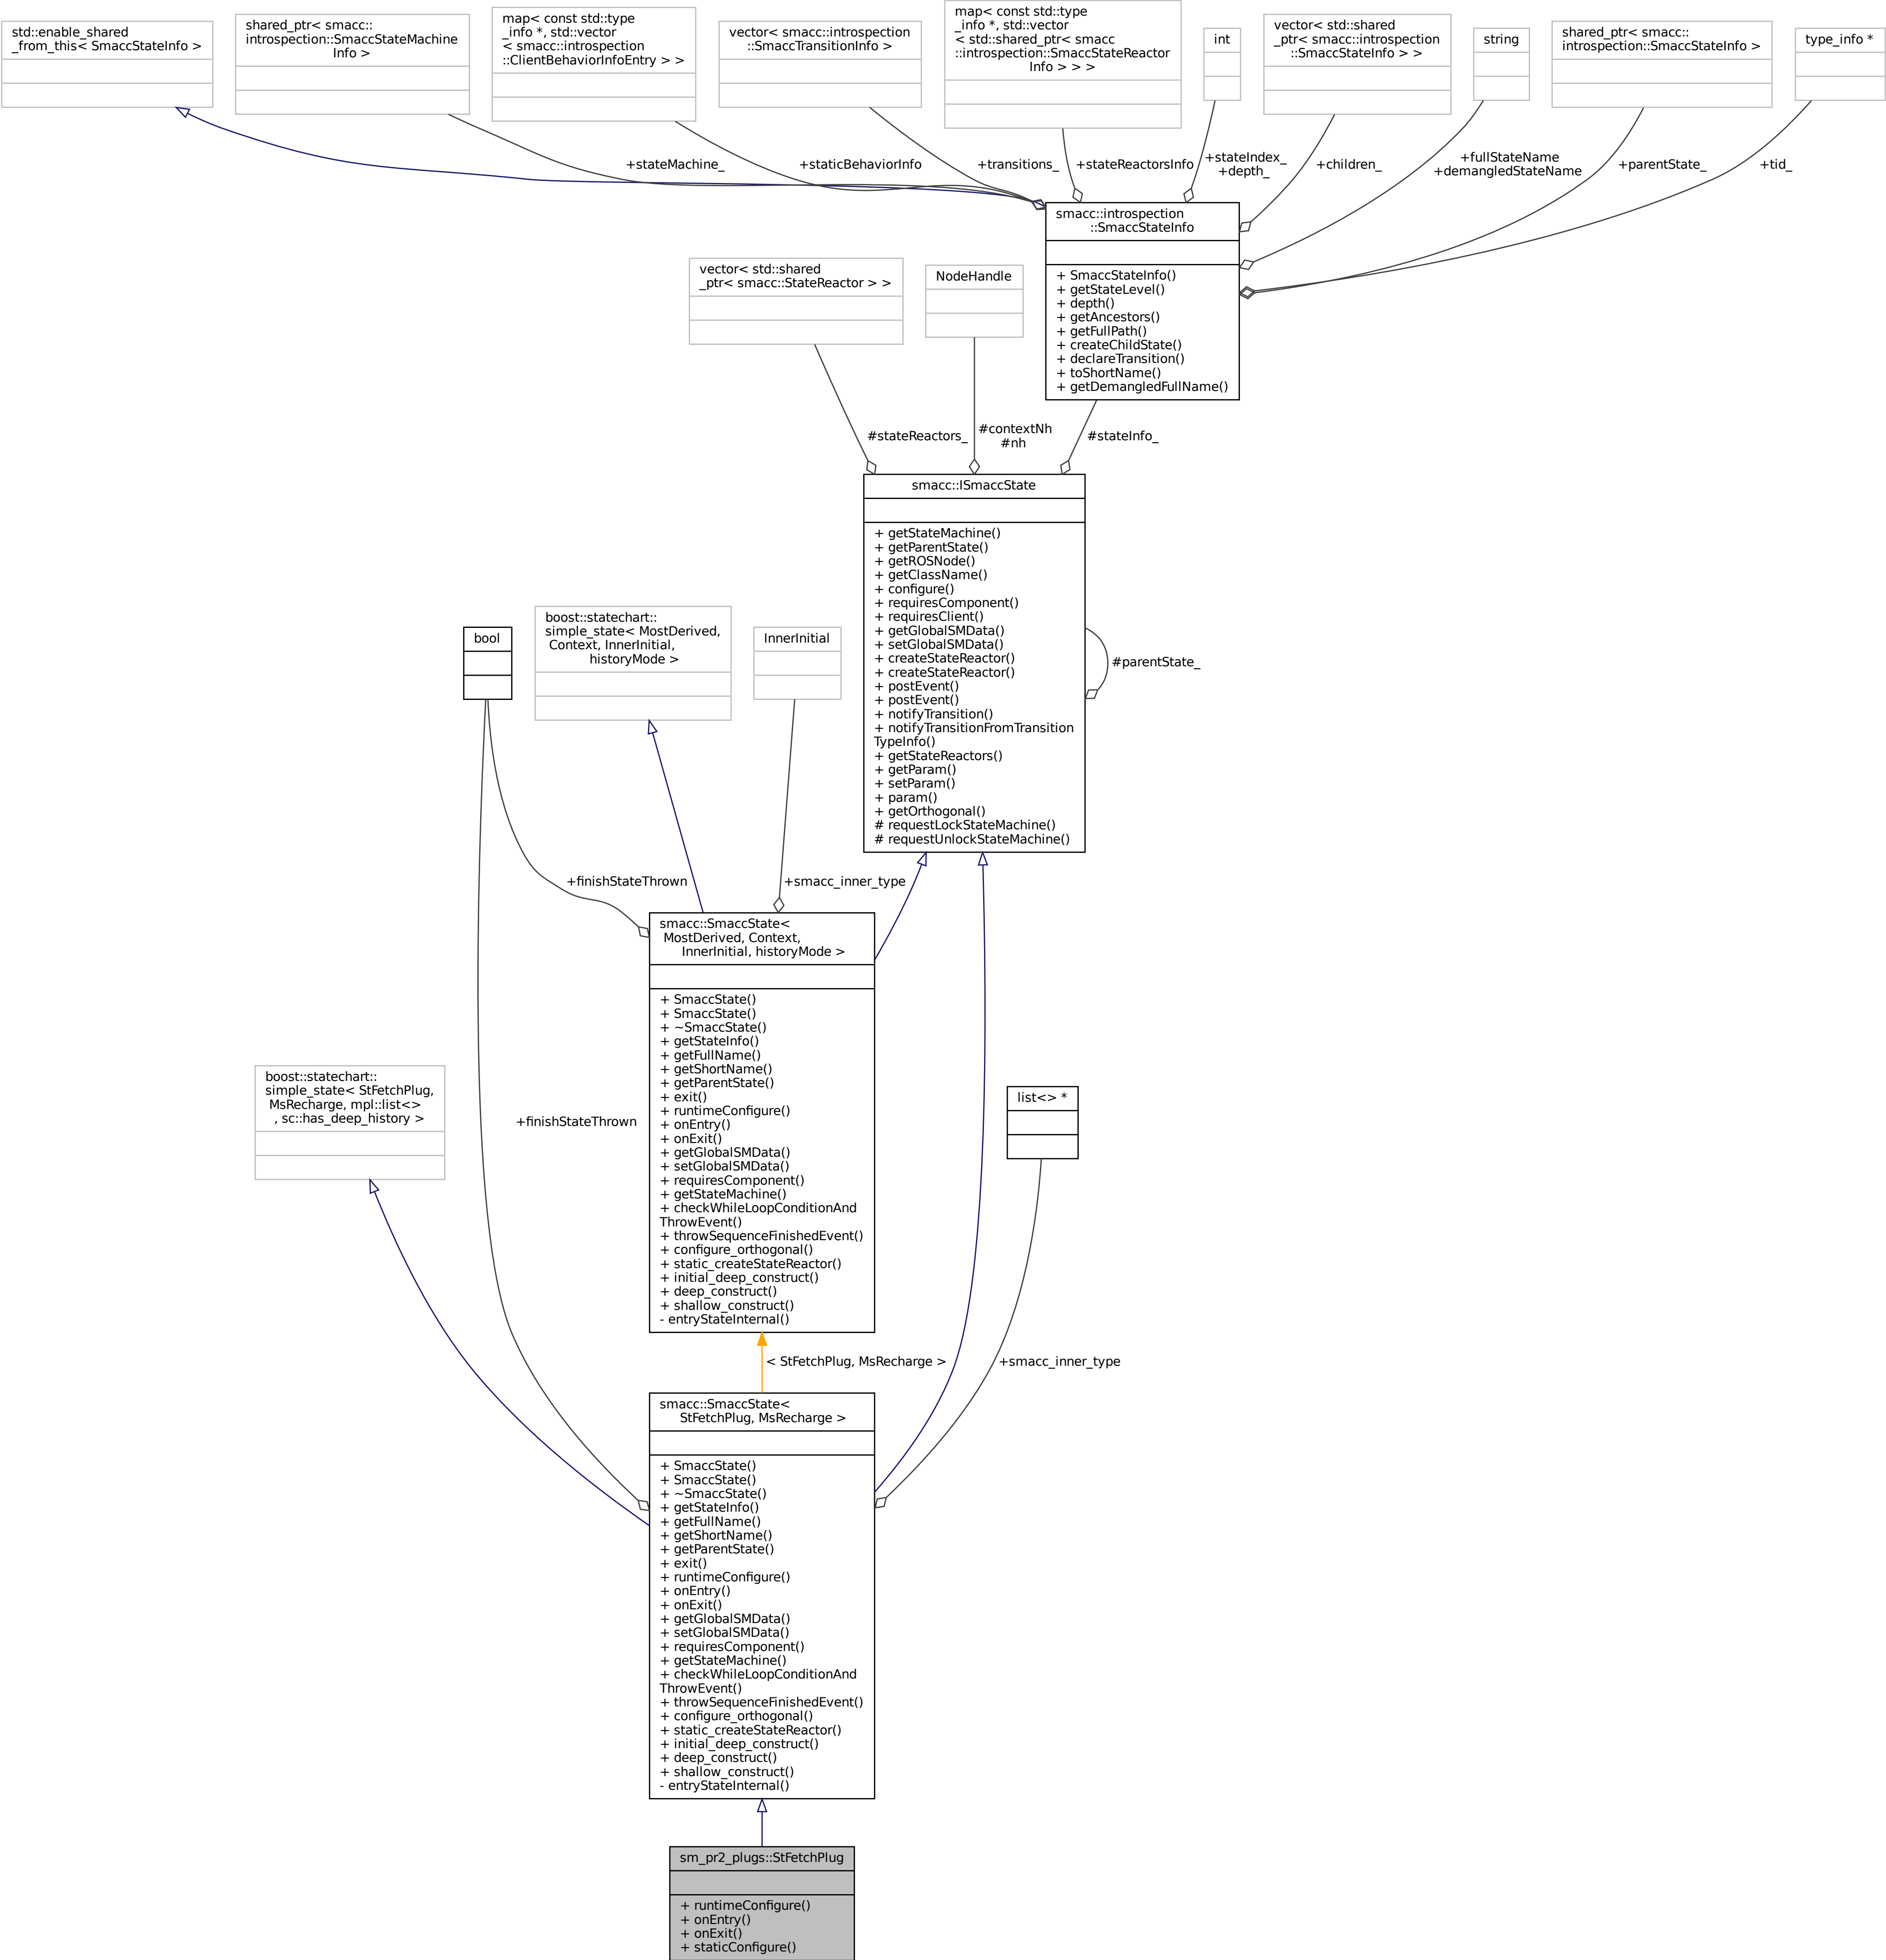 std::enable_shared
_from_this< SmaccStateInfo >
shared_ptr< smacc::
introspection::SmaccStateMachine
Info >
map< const std::type
_info *, std::vector
< smacc::introspection
::ClientBehaviorInfoEntry > >
vector< smacc::introspection
::SmaccTransitionInfo >
map< const std::type
_info *, std::vector
< std::shared_ptr< smacc
::introspection::SmaccStateReactor
Info > > >
int
vector< std::shared
_ptr< smacc::introspection
::SmaccStateInfo > >
string
shared_ptr< smacc::
introspection::SmaccStateInfo >
type_info *
+stateMachine_
+staticBehaviorInfo
+transitions_
+stateReactorsInfo
+stateIndex_
+depth_
+children_
+fullStateName
+demangledStateName
+parentState_
+tid_
smacc::introspection
::SmaccStateInfo
+ SmaccStateInfo()
+ getStateLevel()
+ depth()
+ getAncestors()
+ getFullPath()
+ createChildState()
+ declareTransition()
+ toShortName()
+ getDemangledFullName()
vector< std::shared
_ptr< smacc::StateReactor > >
NodeHandle
#stateReactors_
#contextNh
#nh
#stateInfo_
smacc::ISmaccState
+ getStateMachine()
+ getParentState()
+ getROSNode()
+ getClassName()
+ configure()
+ requiresComponent()
+ requiresClient()
+ getGlobalSMData()
+ setGlobalSMData()
+ createStateReactor()
+ createStateReactor()
+ postEvent()
+ postEvent()
+ notifyTransition()
+ notifyTransitionFromTransition
TypeInfo()
+ getStateReactors()
+ getParam()
+ setParam()
+ param()
+ getOrthogonal()
# requestLockStateMachine()
# requestUnlockStateMachine()
#parentState_
bool
boost::statechart::
simple_state< MostDerived,
Context, InnerInitial,
historyMode >
InnerInitial
+finishStateThrown
+smacc_inner_type
smacc::SmaccState<
MostDerived, Context,
InnerInitial, historyMode >
+ SmaccState()
+ SmaccState()
+ ~SmaccState()
+ getStateInfo()
+ getFullName()
+ getShortName()
+ getParentState()
+ exit()
+ runtimeConfigure()
+ onEntry()
+ onExit()
+ getGlobalSMData()
+ setGlobalSMData()
+ requiresComponent()
+ getStateMachine()
+ checkWhileLoopConditionAnd
ThrowEvent()
+ throwSequenceFinishedEvent()
+ configure_orthogonal()
+ static_createStateReactor()
+ initial_deep_construct()
+ deep_construct()
+ shallow_construct()
- entryStateInternal()
boost::statechart::
simple_state< StFetchPlug,
MsRecharge, mpl::list<>
, sc::has_deep_history >
+finishStateThrown
list<> *
< StFetchPlug, MsRecharge >
+smacc_inner_type
smacc::SmaccState<
StFetchPlug, MsRecharge >
+ SmaccState()
+ SmaccState()
+ ~SmaccState()
+ getStateInfo()
+ getFullName()
+ getShortName()
+ getParentState()
+ exit()
+ runtimeConfigure()
+ onEntry()
+ onExit()
+ getGlobalSMData()
+ setGlobalSMData()
+ requiresComponent()
+ getStateMachine()
+ checkWhileLoopConditionAnd
ThrowEvent()
+ throwSequenceFinishedEvent()
+ configure_orthogonal()
+ static_createStateReactor()
+ initial_deep_construct()
+ deep_construct()
+ shallow_construct()
- entryStateInternal()
sm_pr2_plugs::StFetchPlug
+ runtimeConfigure()
+ onEntry()
+ onExit()
+ staticConfigure()